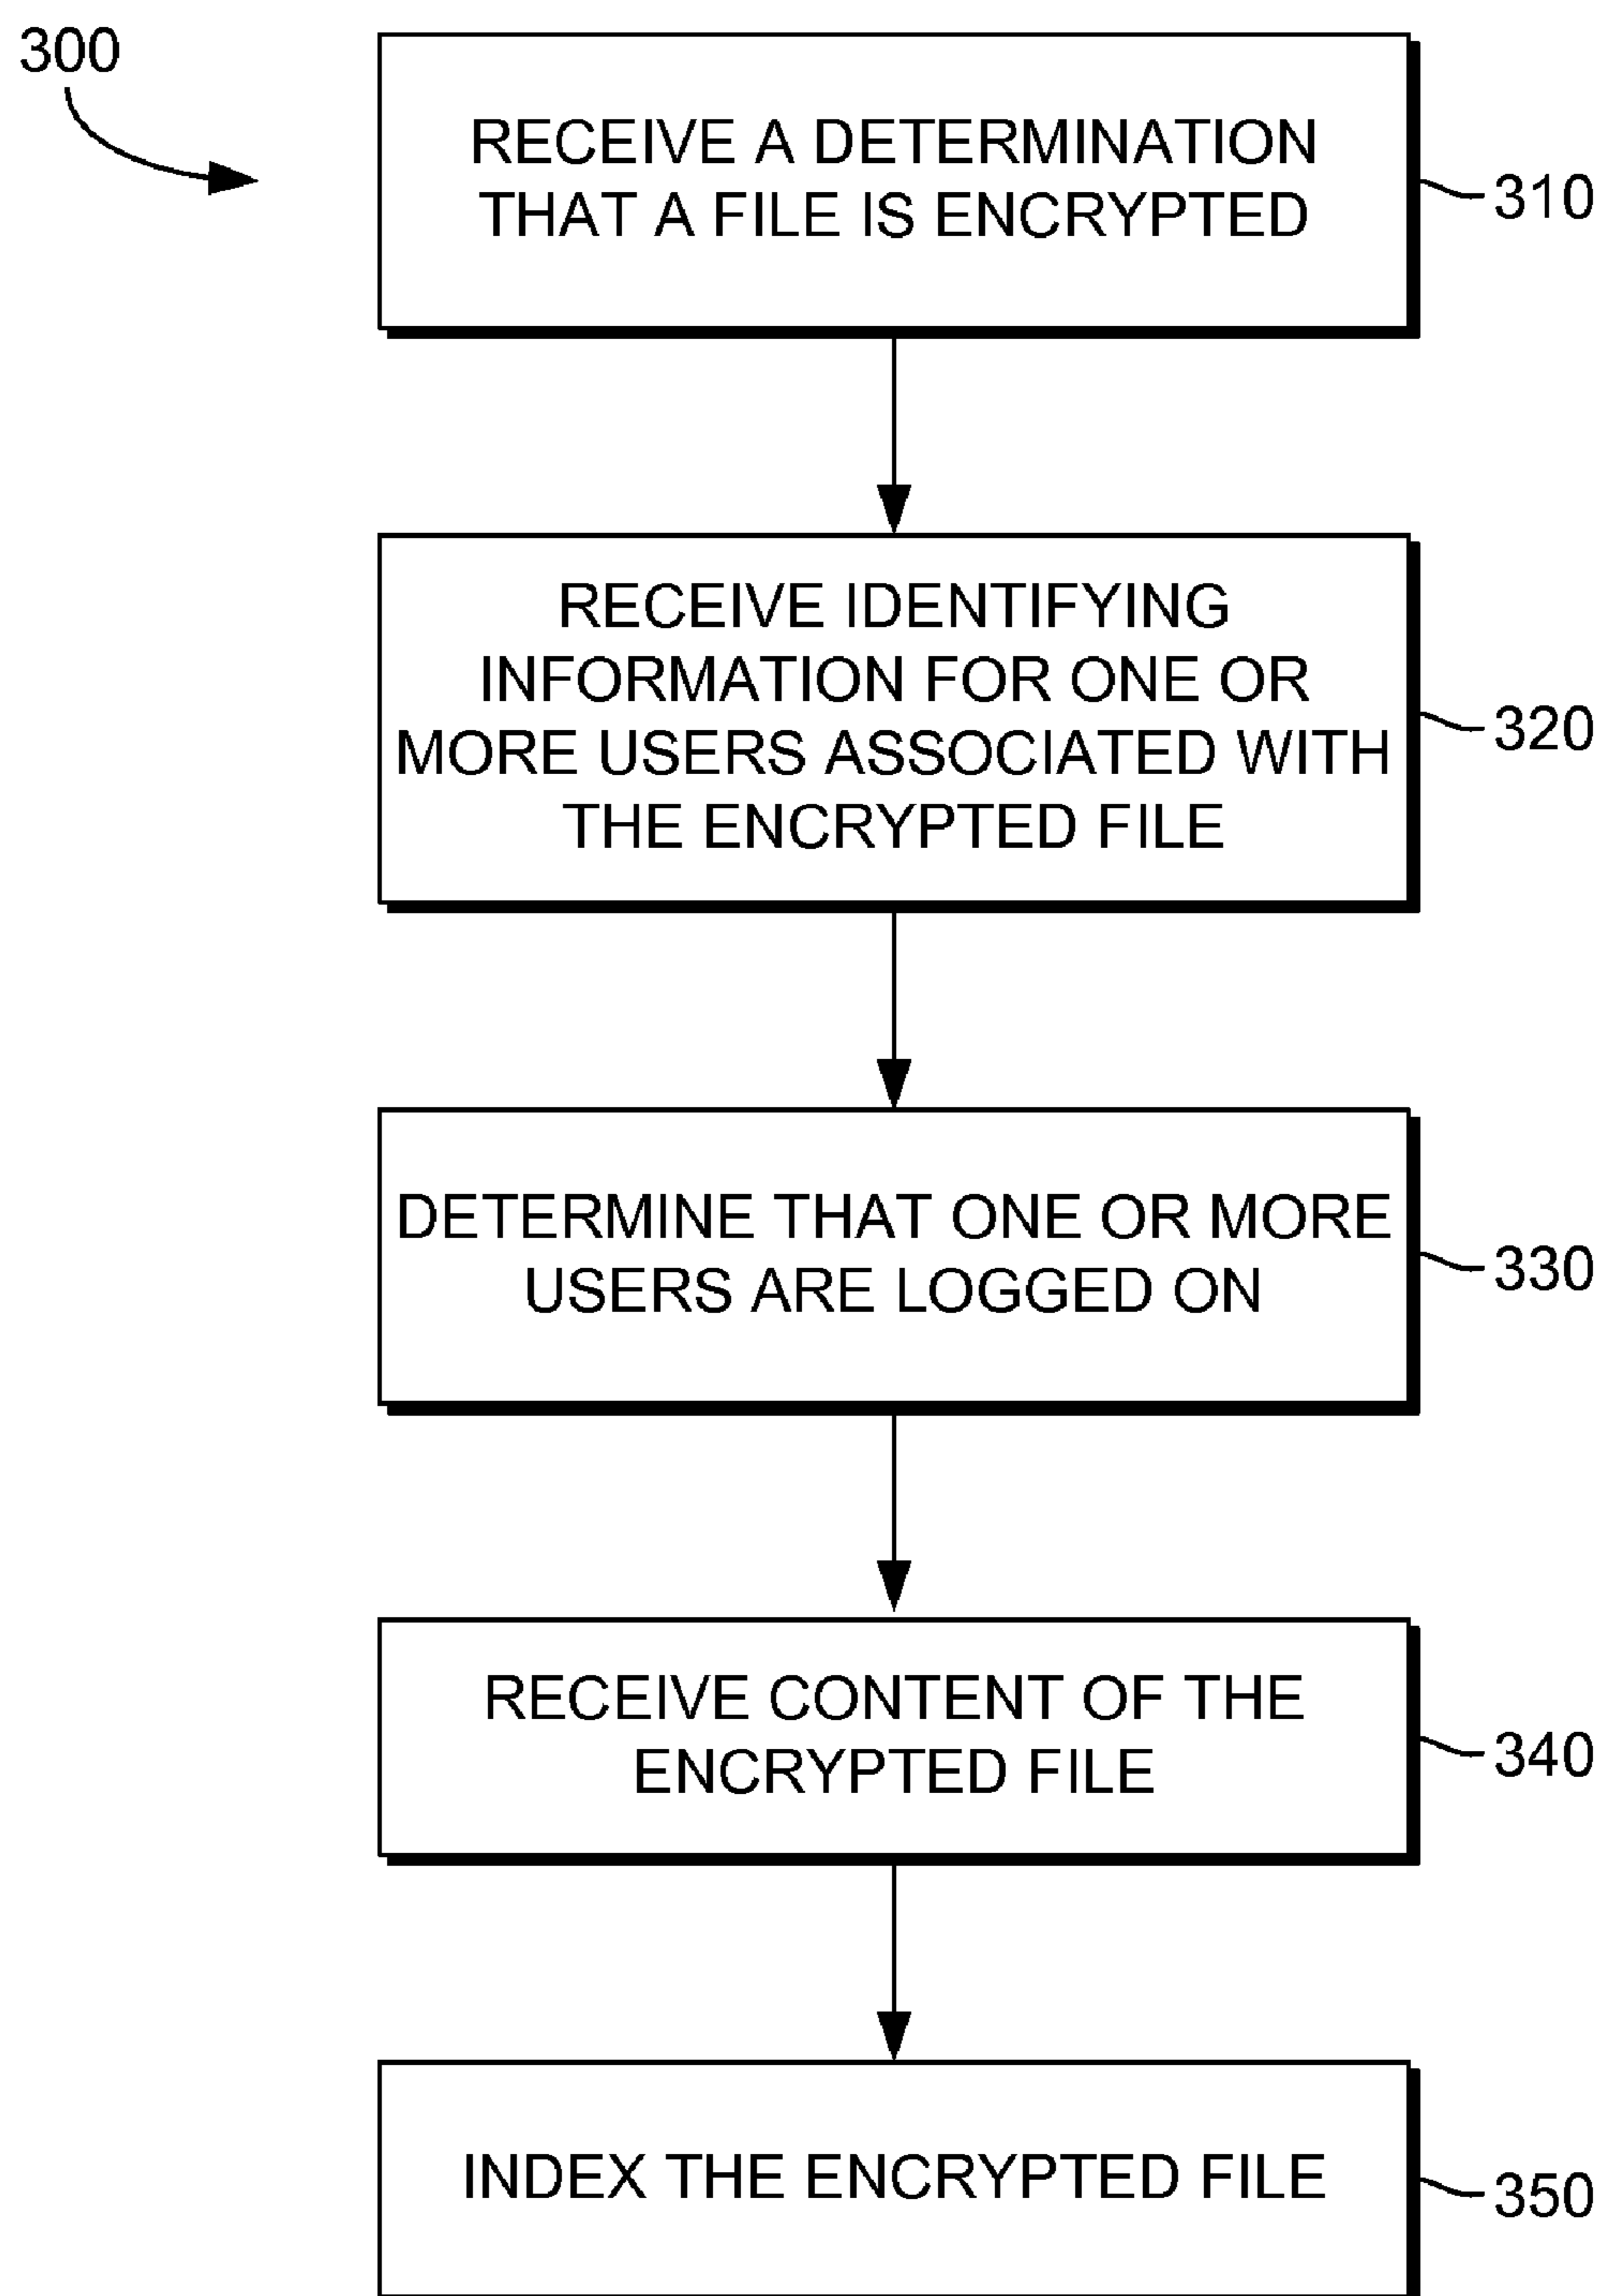 300
RECEIVE A DETERMINATION
THAT A FILE IS ENCRYPTED
310
RECEIVE IDENTIFYING
INFORMATION FOR ONE OR
MORE USERS ASSOCIATED WITH
THE ENCRYPTED FILE
320
DETERMINE THAT ONE OR MORE
USERS ARE LOGGED ON
330
RECEIVE CONTENT OF THE
ENCRYPTED FILE
340
INDEX THE ENCRYPTED FILE
350